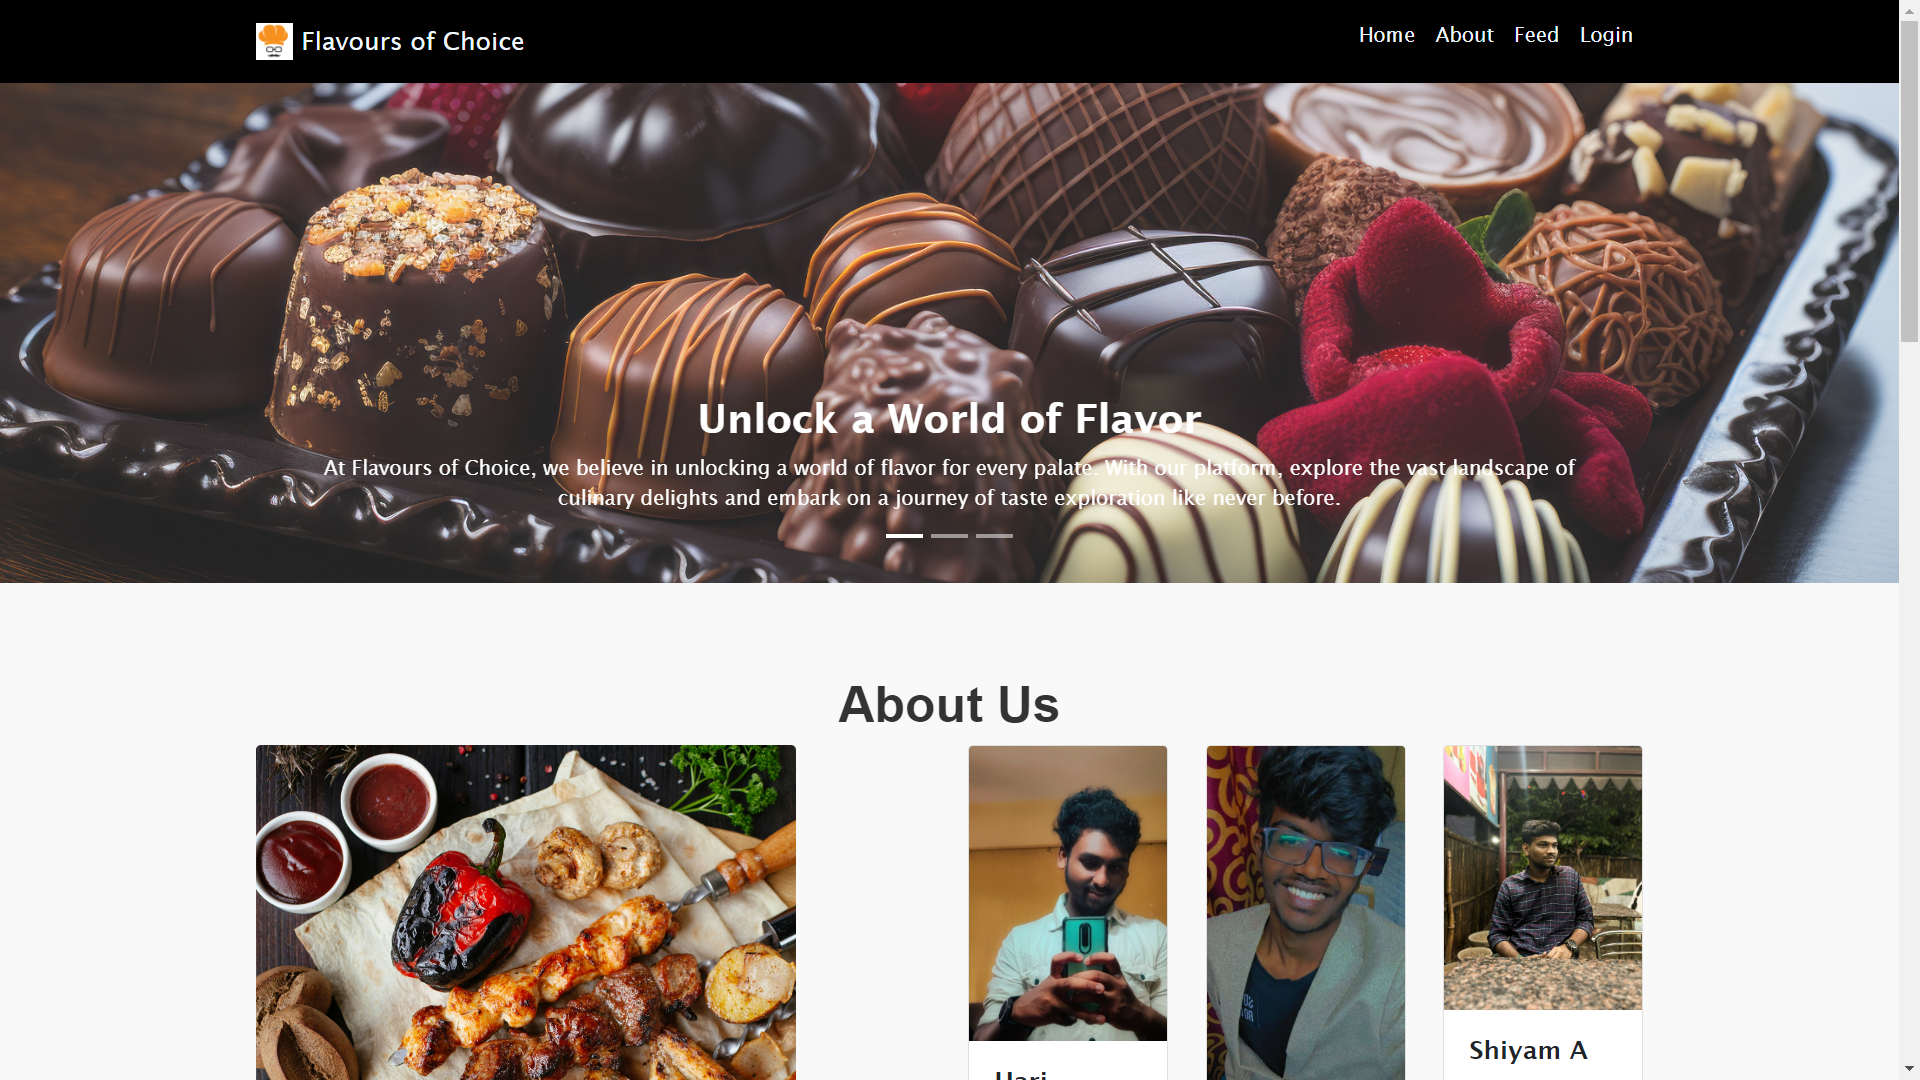 Flavours of Choice
Home
About
Feed
Login
Unlock a World of Flavor
At Flavours of Choice, we believe in unlocking a world of flavor for every palate. With our platform, explore the vast landscape of
culinary delights and embark on a journey of taste exploration like never before.
About Us
Shiyam A
Hari